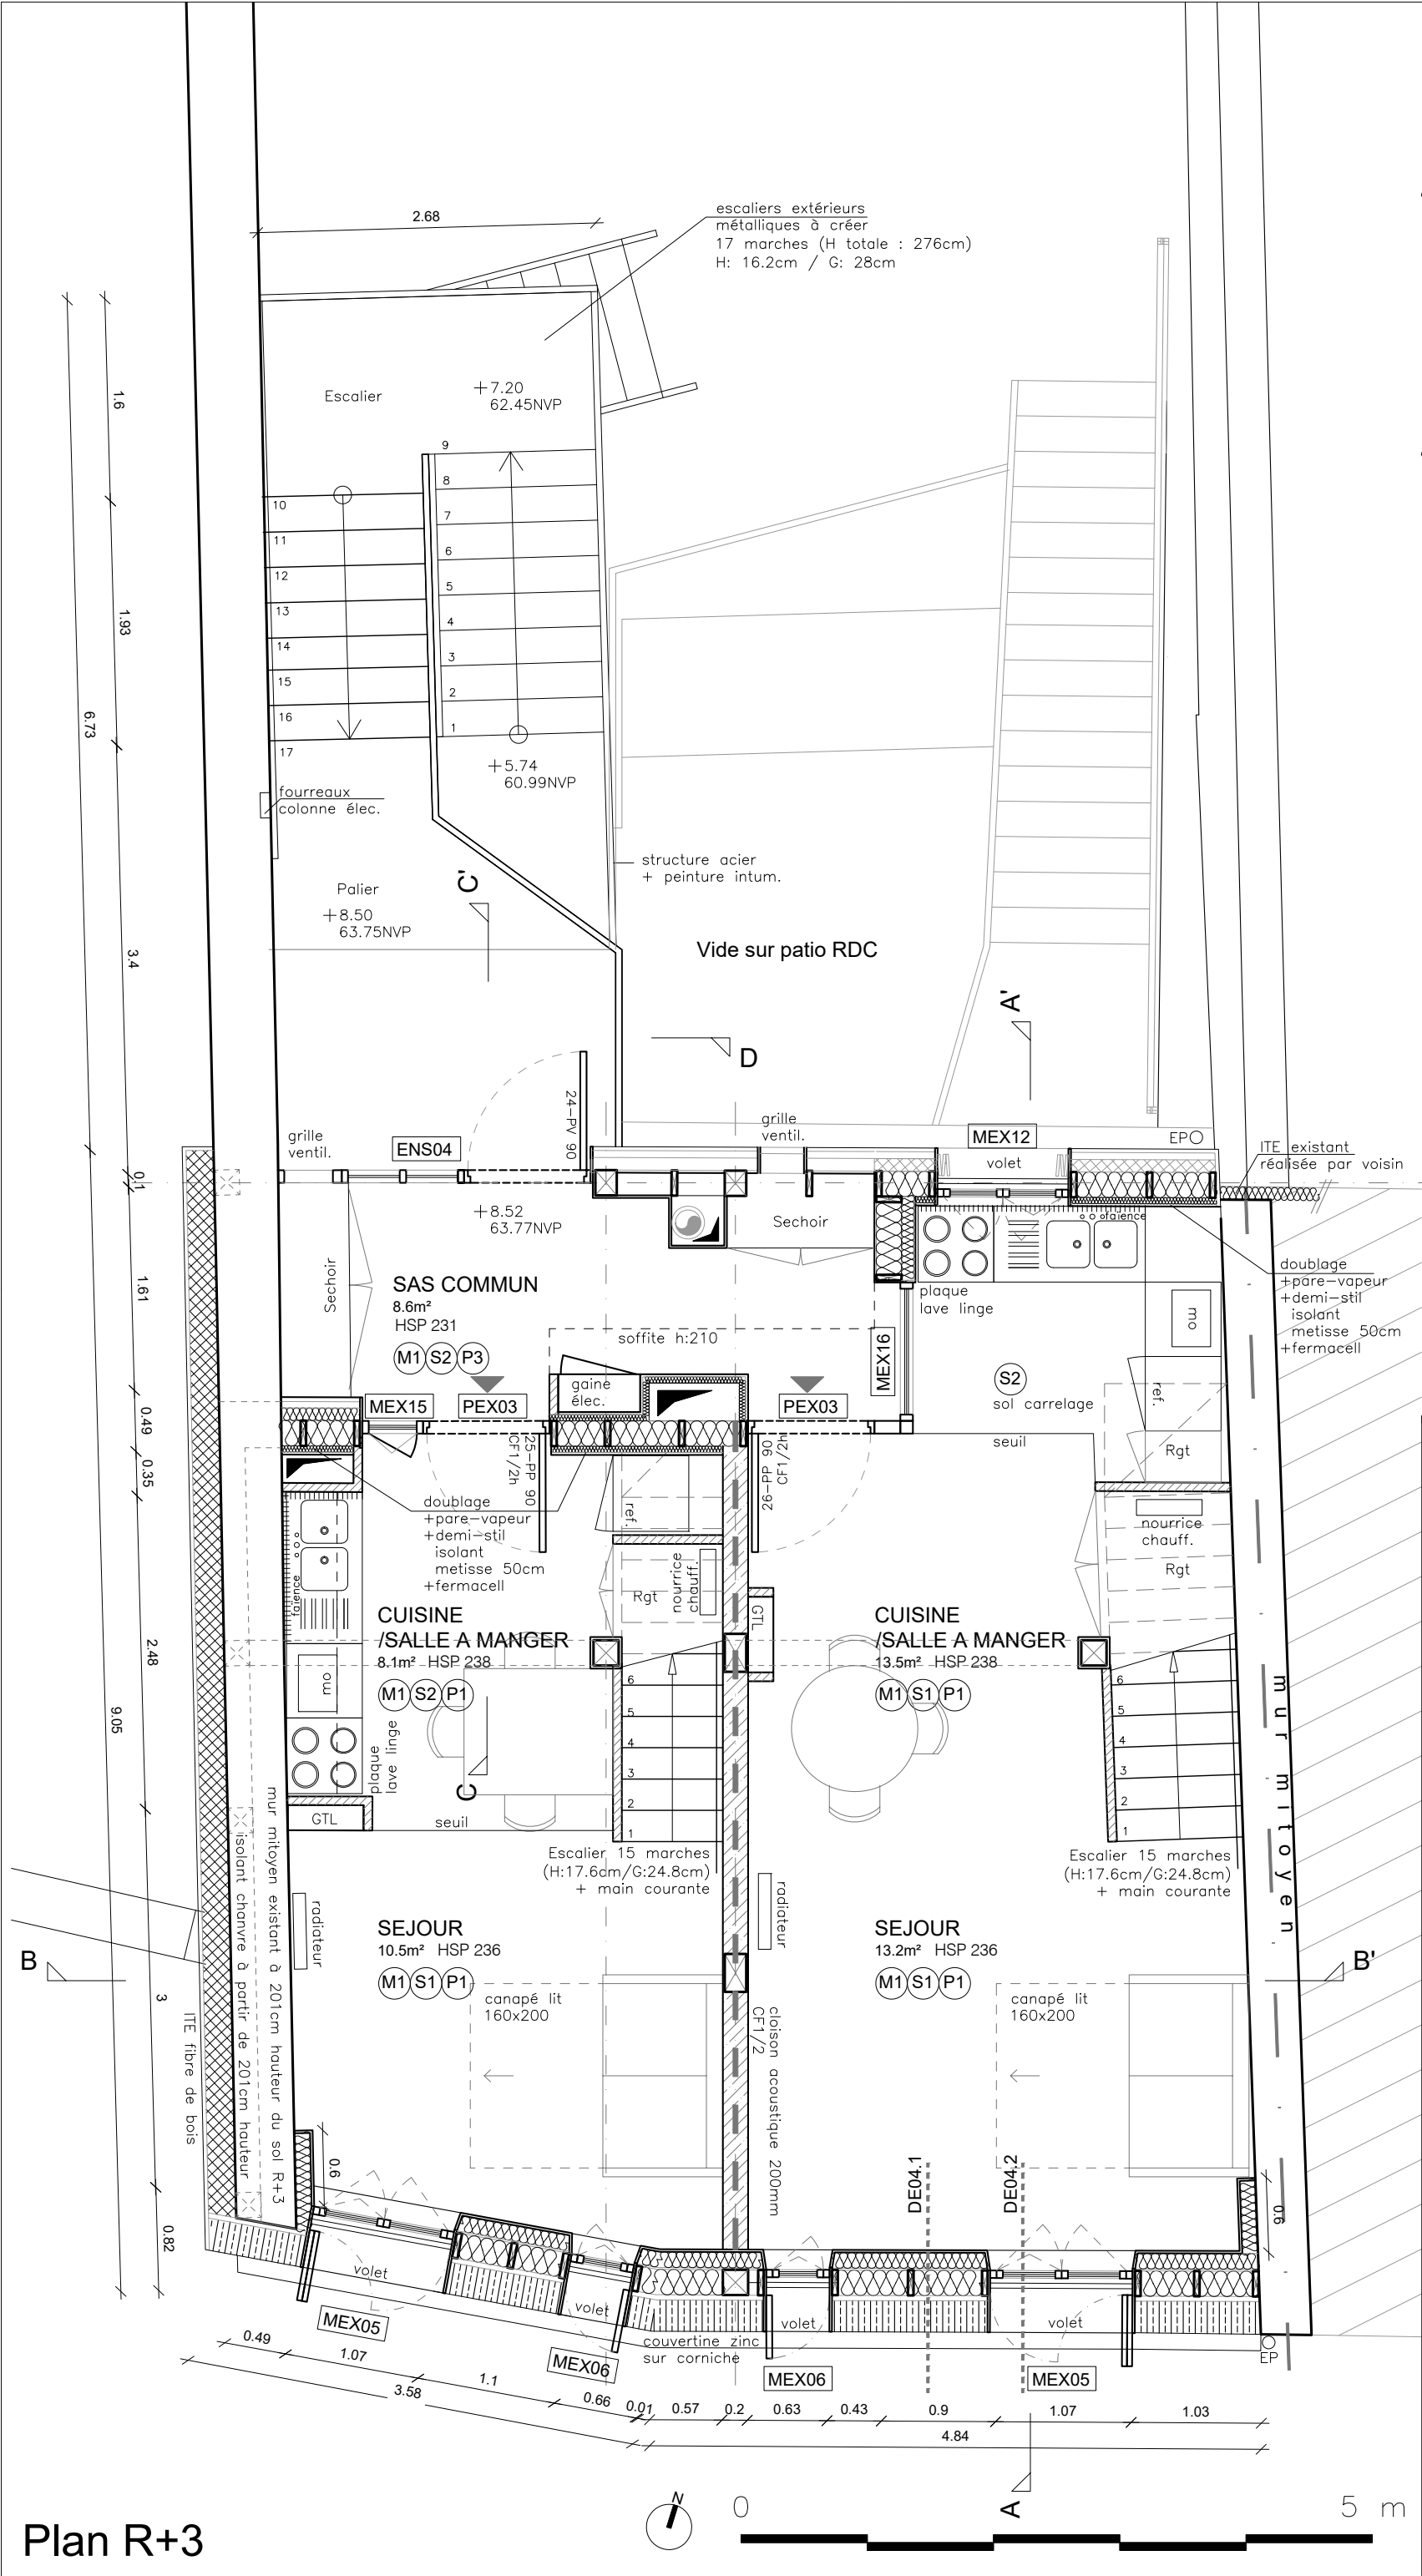 2.68
escaliers extérieurs
métalliques à créer
17 marches (H totale : 276cm)
H: 16.2cm / G: 28cm
1.6
1.93
6.73
3.4
Escalier
+7.20
62.45NVP
9
8
7
6
5
4
3
2
1
10
11
12
13
14
15
16
17
+5.74
60.99NVP
fourreaux
colonne élec.
structure acier
+ peinture intum.
Palier
+8.50
63.75NVP
C'
Vide sur patio RDC
A'
D
24-PV 90
grille
ventil.
ENS04
grille
ventil.
MEX12
volet
EP
ITE existant
réalisée par voisin
0.1
1.61
0.49
0.35
2.48
9.05
3
0.82
+8.52
63.77NVP
Sechoir
Sechoir
faïence
SAS COMMUN
8.6m²
HSP 231
M1 S2 P3
soffite h:210
plaque
lave linge
mo
doublage
+pare-vapeur
+demi-stil
isolant
metisse 50cm
+fermacell
MEX16
S2
sol carrelage
ref.
gaine
élec.
MEX15
PEX03
PEX03
seuil
Rgt
25-PP 90
CF1/2h
26-PP 90
CF1/2h
doublage
+pare-vapeur
+demi-stil
isolant
metisse 50cm
+fermacell
ref.
Rgt
nourrice
chauff.
nourrice
chauff.
Rgt
GTL
faïence
CUISINE
/SALLE A MANGER
8.1m² HSP 238
M1 S2 P1
CUISINE
/SALLE A MANGER
13.5m² HSP 238
M1 S1 P1
mo
plaque
lave linge
C
6
5
4
3
2
1
6
5
4
3
2
1
mur mitoyen
GTL
seuil
Escalier 15 marches
(H:17.6cm/G:24.8cm)
+ main courante
Escalier 15 marches
(H:17.6cm/G:24.8cm)
+ main courante
mur mitoyen existant à 201cm hauteur du sol R+3
isolant chanvre à partir de 201cm hauteur
ITE fibre de bois
radiateur
radiateur
SEJOUR
10.5m² HSP 236
M1 S1 P1
SEJOUR
13.2m² HSP 236
M1 S1 P1
B
B'
canapé lit
160x200
canapé lit
160x200
cloison acoustique 200mm
CF1/2
0.6
DE04.1
DE04.2
0.6
volet
volet
volet
volet
MEX05
MEX06
couvertine zinc
sur corniche
MEX06
MEX05
EP
0.49
1.07
1.1
0.66
0.01
0.57
0.2
0.63
0.43
0.9
1.07
1.03
3.58
4.84
A
N
0
5 m
Plan R+3